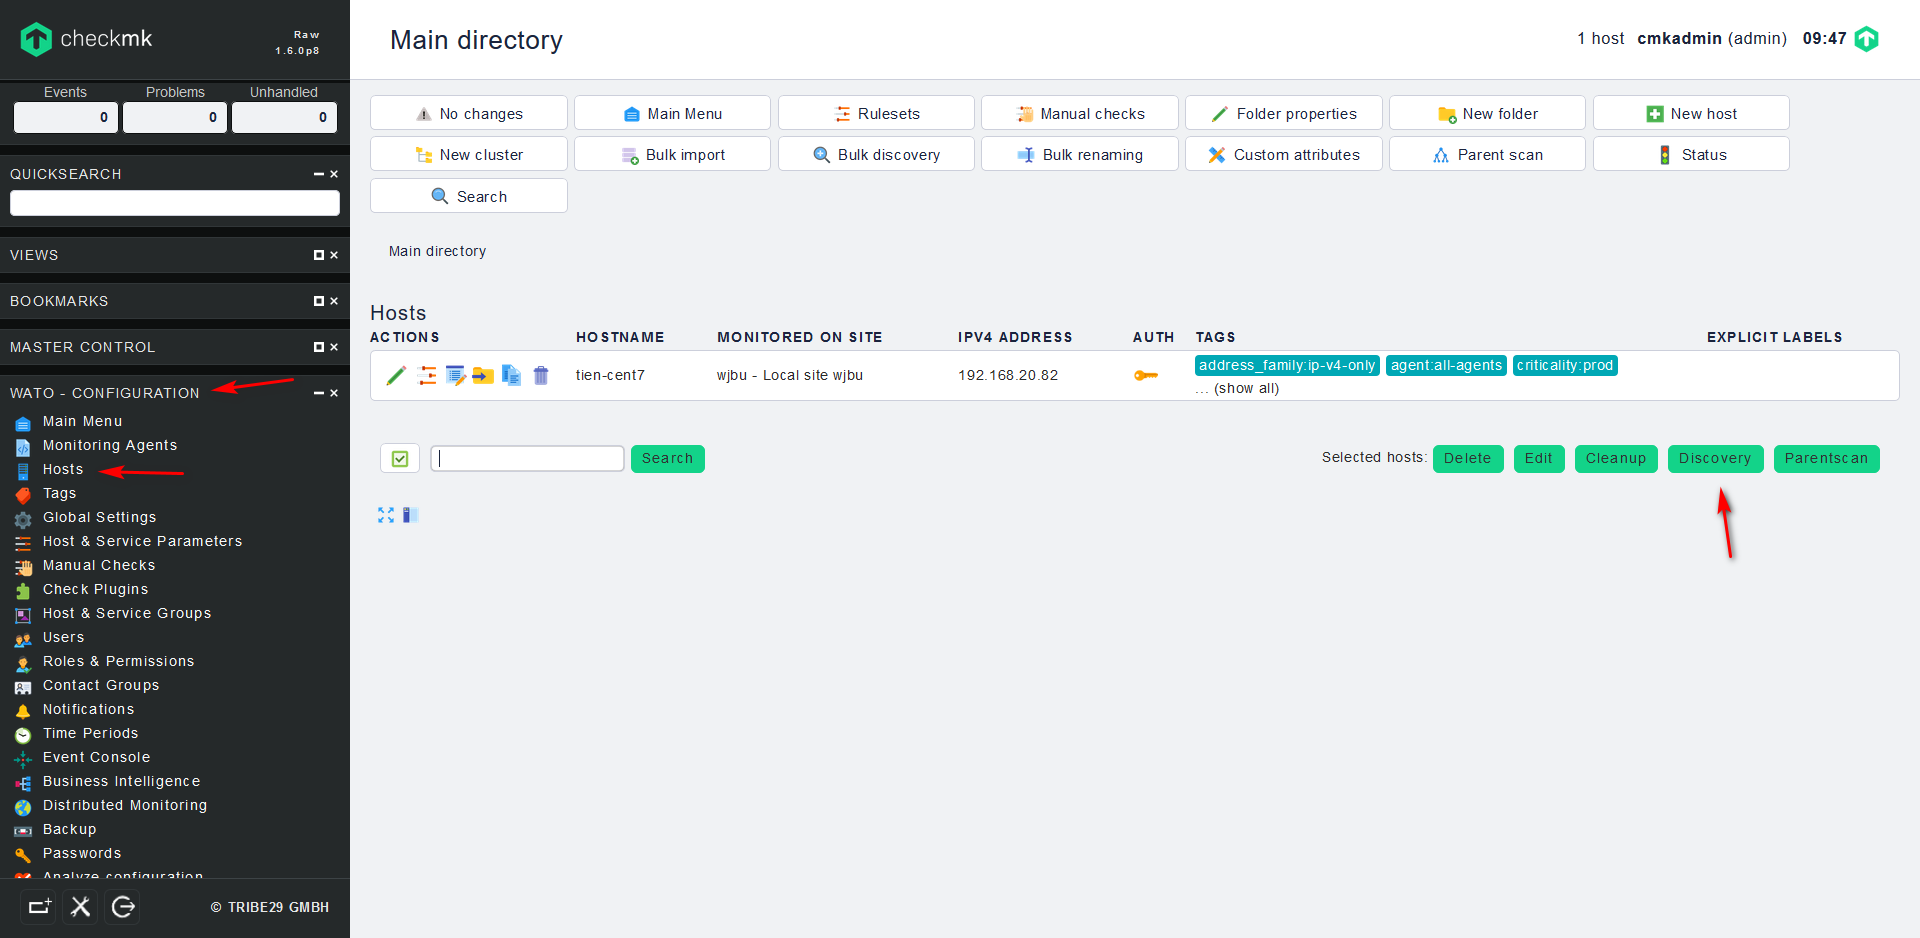 checkmk
Raw
1.6.0p8
Main directory
1 host cmkadmin (admin) 09:47
Events Problems Unhandled
0 0 0
QUICKSEARCH
VIEWS
BOOKMARKS
MASTER CONTROL
WATO - CONFIGURATION
Main Menu
Monitoring Agents
Hosts
Tags
Global Settings
Host & Service Parameters
Manual Checks
Check Plugins
Host & Service Groups
Users
Roles & Permissions
Contact Groups
Notifications
Time Periods
Event Console
Business Intelligence
Distributed Monitoring
Backup
Passwords
Analyze configuration
© TRIBE29 GMBH
No changes Main Menu Rulesets Manual checks Folder properties New folder New host
New cluster Bulk import Bulk discovery Bulk renaming Custom attributes Parent scan Status
Search
Main directory
Hosts
ACTIONS HOSTNAME MONITORED ON SITE IPV4 ADDRESS AUTH TAGS EXPLICIT LABELS
tien-cent7 wjbu - Local site wjbu 192.168.20.82 address_family:ip-v4-only agent:all-agents criticality:prod
... (show all)
Search Selected hosts: Delete Edit Cleanup Discovery Parentscan